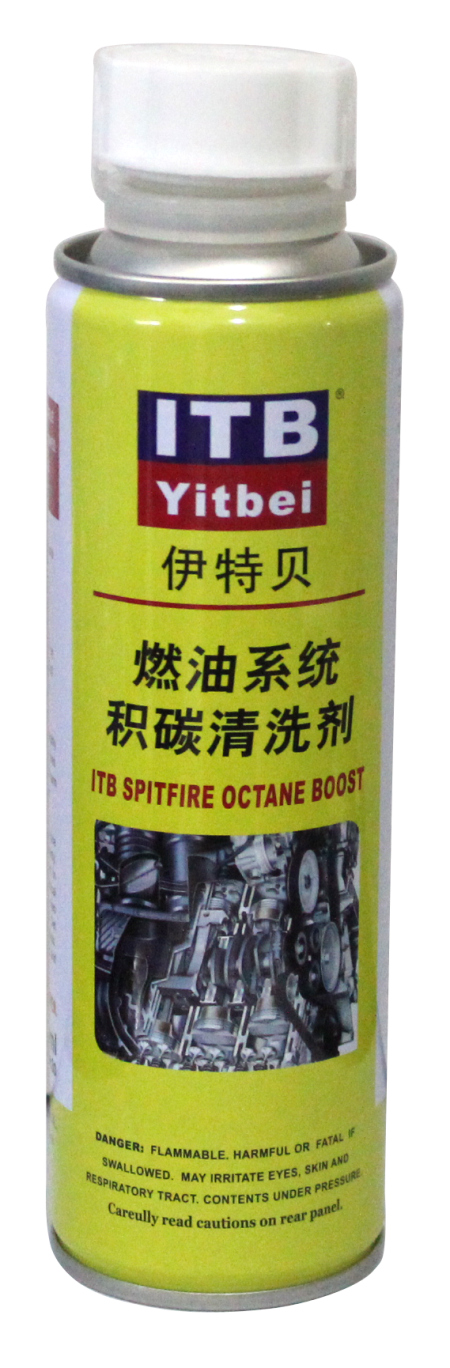 ITB®
Yitbei
伊特贝
燃油系统
积碳清洗剂
ITB SPITFIRE OCTANE BOOST
DANGER: FLAMMABLE. HARMFUL OR FATAL IF
SWALLOWED. MAY IRRITATE EYES, SKIN AND
RESPIRATORY TRACT. CONTENTS UNDER PRESSURE.
Careully read cautions on rear panel.